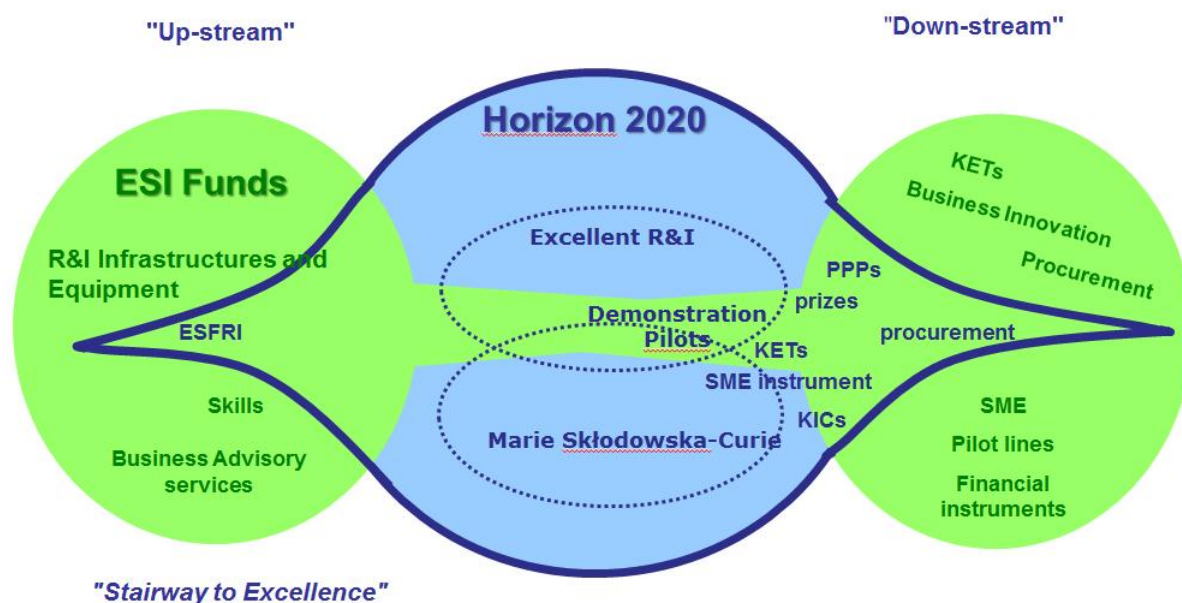 "Up-stream"
"Down-stream"
Horizon 2020
ESI Funds
KETs
Business Innovation
Procurement
Excellent R&I
R&I Infrastructures and
Equipment
PPPs
prizes
Demonstration
Pilots
ESFRI
procurement
KETs
SME instrument
Skills
KICs
SME
Marie Skłodowska-Curie
Pilot lines
Business Advisory
services
Financial
instruments
"Stairway to Excellence"